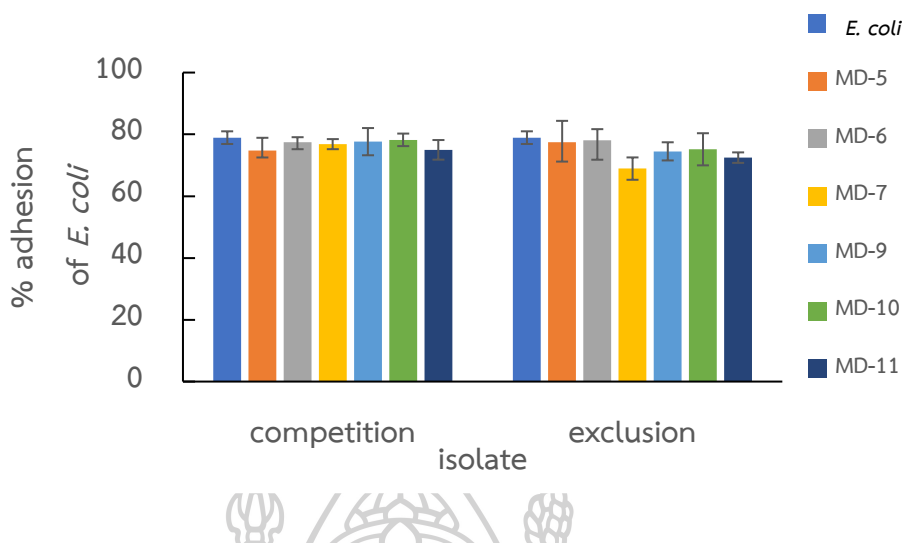 100
80
60
40
20
0
% adhesion
of E. coli
competition
exclusion
isolate
E. coli
MD-5
MD-6
MD-7
MD-9
MD-10
MD-11